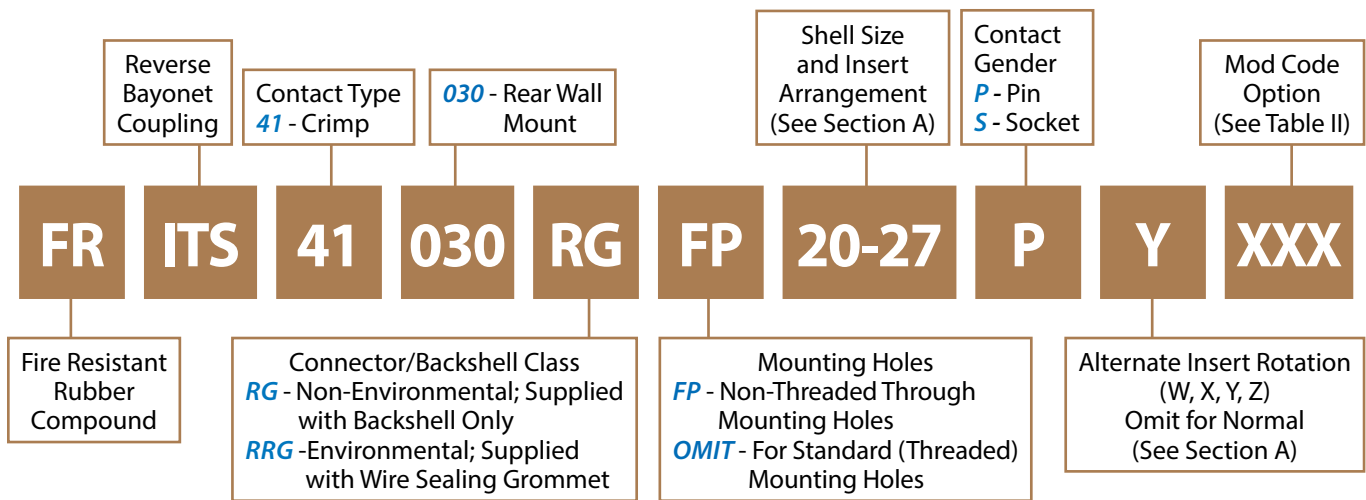 Reverse
Bayonet
Coupling
Contact Type
41 - Crimp
030 - Rear Wall
Mount
Shell Size
and Insert
Arrangement
(See Section A)
Contact
Gender
P - Pin
S - Socket
Mod Code
Option
(See Table II)
FR ITS 41 030 RG FP 20-27 P Y XXX
Fire Resistant
Rubber
Compound
Connector/Backshell Class
RG - Non-Environmental; Supplied
with Backshell Only
RRG -Environmental; Supplied
with Wire Sealing Grommet
Mounting Holes
FP - Non-Threaded Through
Mounting Holes
OMIT - For Standard (Threaded)
Mounting Holes
Alternate Insert Rotation
(W, X, Y, Z)
Omit for Normal
(See Section A)